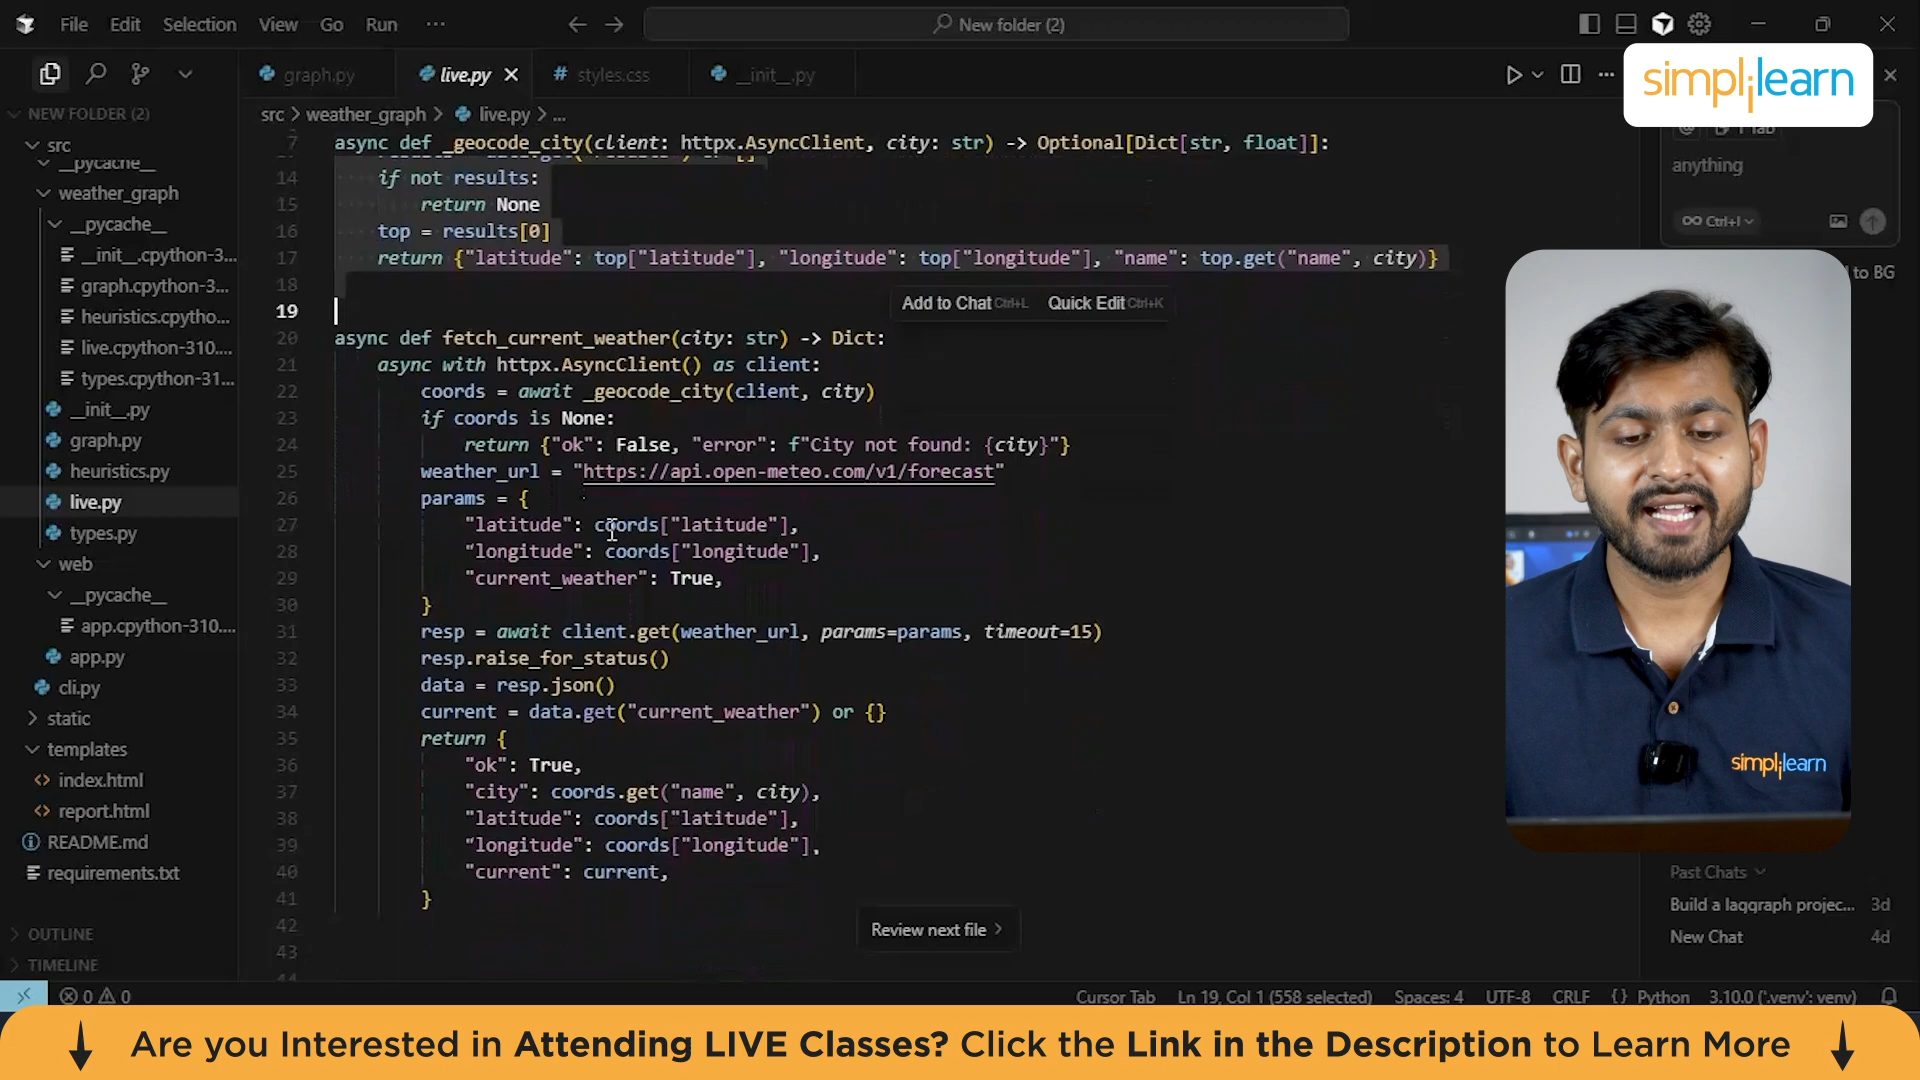 File Edit Selection View Go Run ...
New folder (2)
simplilearn
graph.py
live.py
# styles.css
__init__.py
NEW FOLDER (2)
src > weather_graph > live.py > ...
1 Tab
anything
∞ Ctrl+I
to BG
src
__pycache__
weather_graph
__pycache__
__init__.cpython-3...
graph.cpython-3...
heuristics.cpytho...
live.cpython-310....
types.cpython-31...
__init__.py
graph.py
heuristics.py
live.py
types.py
web
__pycache__
app.cpython-310....
app.py
cli.py
static
templates
index.html
report.html
README.md
requirements.txt
OUTLINE
TIMELINE
7 async def _geocode_city(client: httpx.AsyncClient, city: str) -> Optional[Dict[str, float]]:
14 if not results:
15 return None
16 top = results[0]
17 return {"latitude": top["latitude"], "longitude": top["longitude"], "name": top.get("name", city)}
18
19
Add to Chat Ctrl+L Quick Edit Ctrl+K
20 async def fetch_current_weather(city: str) -> Dict:
21 async with httpx.AsyncClient() as client:
22 coords = await _geocode_city(client, city)
23 if coords is None:
24 return {"ok": False, "error": f"City not found: {city}"}
25 weather_url = "https://api.open-meteo.com/v1/forecast"
26 params = {
27 "latitude": coords["latitude"],
28 "longitude": coords["longitude"],
29 "current_weather": True,
30 }
31 resp = await client.get(weather_url, params=params, timeout=15)
32 resp.raise_for_status()
33 data = resp.json()
34 current = data.get("current_weather") or {}
35 return {
36 "ok": True,
37 "city": coords.get("name", city),
38 "latitude": coords["latitude"],
39 "longitude": coords["longitude"],
40 "current": current,
41 }
42
43
44
Review next file >
simplilearn
Past Chats
Build a laqgraph projec... 3d
New Chat 4d
0 0
Cursor Tab Ln 19, Col 1 (558 selected) Spaces: 4 UTF-8 CRLF {} Python 3.10.0 ('.venv': venv)
Are you Interested in Attending LIVE Classes? Click the Link in the Description to Learn More